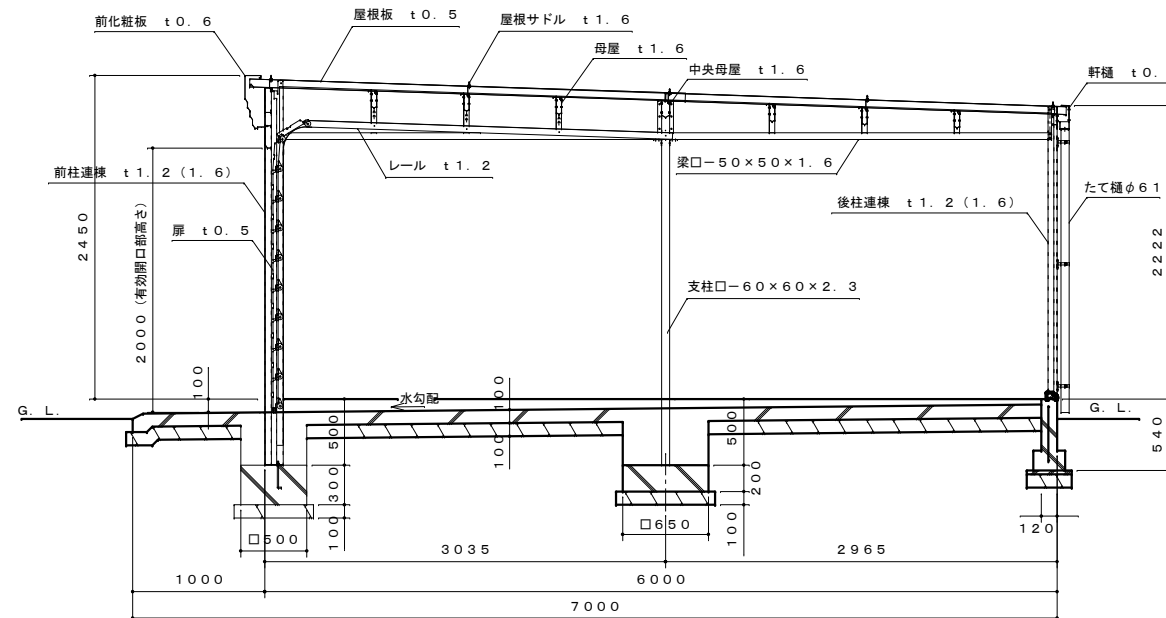 前化粧板 ｔ０．６
屋根板 ｔ０．５
屋根サドル ｔ１．６
母屋 ｔ１．６
中央母屋 ｔ１．６
軒樋 ｔ０．
レール ｔ１．２
梁口－５０×５０×１．６
前柱連棟 ｔ１．２（１．６）
後柱連棟 ｔ１．２（１．６）
たて樋φ６１
扉 ｔ０．５
２４５０
２０００（有効開口部高さ）
２２２２
支柱口－６０×６０×２．３
１００
水勾配
１００
Ｇ．Ｌ．
Ｇ．Ｌ．
５００
１００
５００
５４０
３００
２００
１００
１００
□５００
□６５０
１２０
３０３５
２９６５
１０００
６０００
７０００